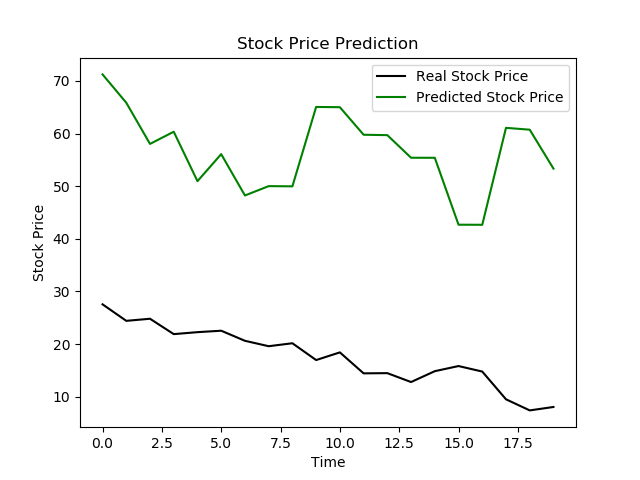 Stock Price Prediction
Real Stock Price
Predicted Stock Price
Stock Price
70
60
50
40
30
20
10
0.0 2.5 5.0 7.5 10.0 12.5 15.0 17.5
Time